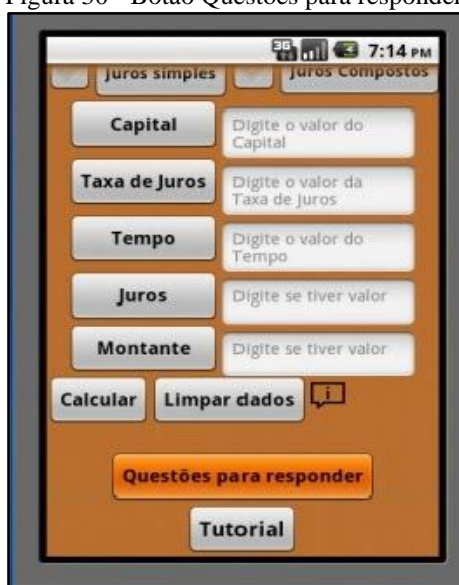 Figura 30 - Botão Questões para responder
3G 7:14 PM
Juros simples Juros Compostos
Capital
Digite o valor do
Capital
Taxa de Juros
Digite o valor da
Taxa de Juros
Tempo
Digite o valor do
Tempo
Juros
Digite se tiver valor
Montante
Digite se tiver valor
Calcular Limpar dados i
Questões para responder
Tutorial